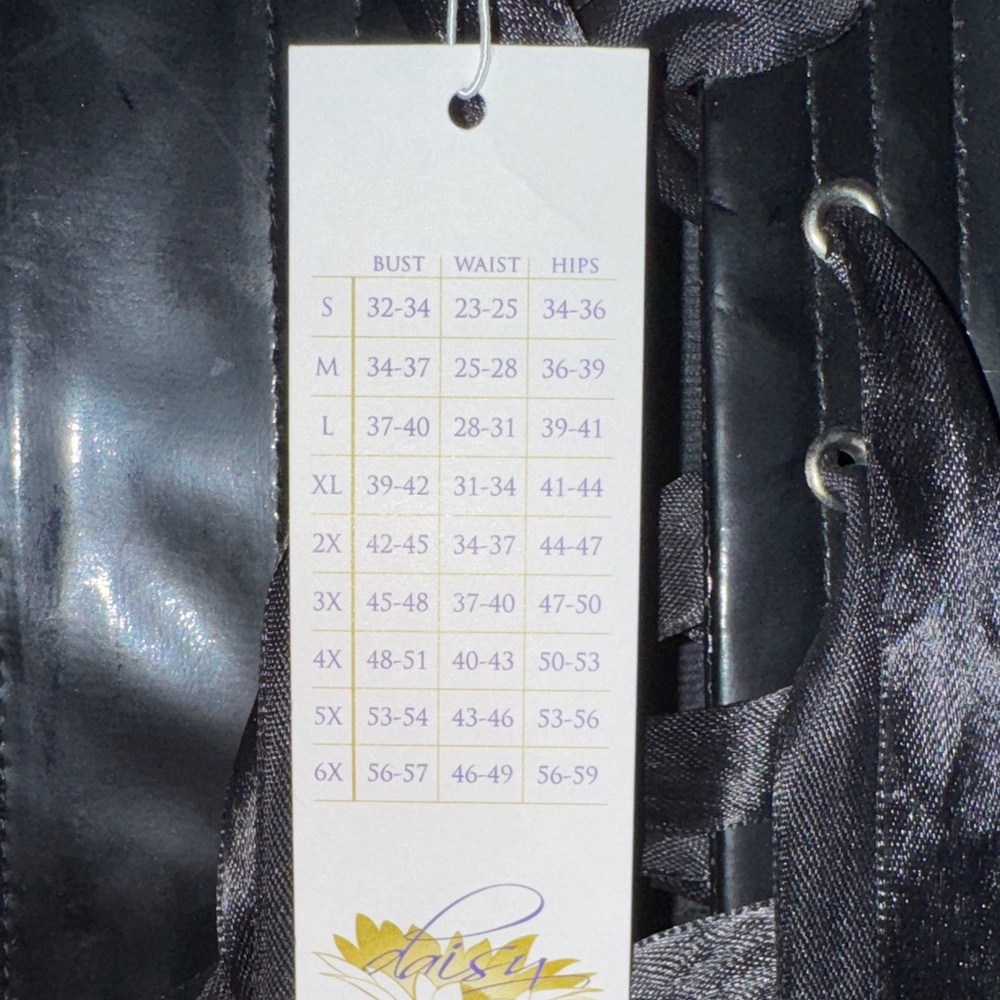 BUST WAIST HIPS
S 32-34 23-25 34-36
M 34-37 25-28 36-39
L 37-40 28-31 39-41
XL 39-42 31-34 41-44
2X 42-45 34-37 44-47
3X 45-48 37-40 47-50
4X 48-51 40-43 50-53
5X 53-54 43-46 53-56
6X 56-57 46-49 56-59
daisy